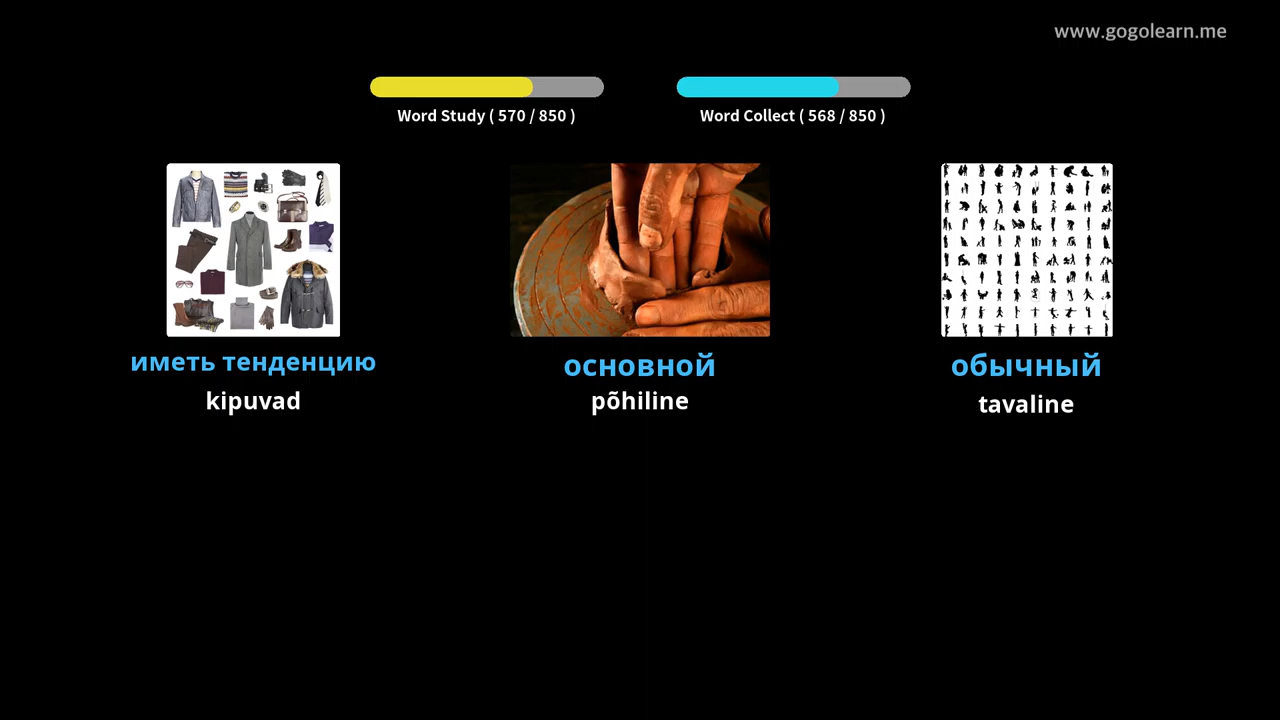 www.gogolearn.me
Word Study ( 570 / 850 )
Word Collect ( 568 / 850 )
иметь тенденцию
kipuvad
основной
põhiline
обычный
tavaline